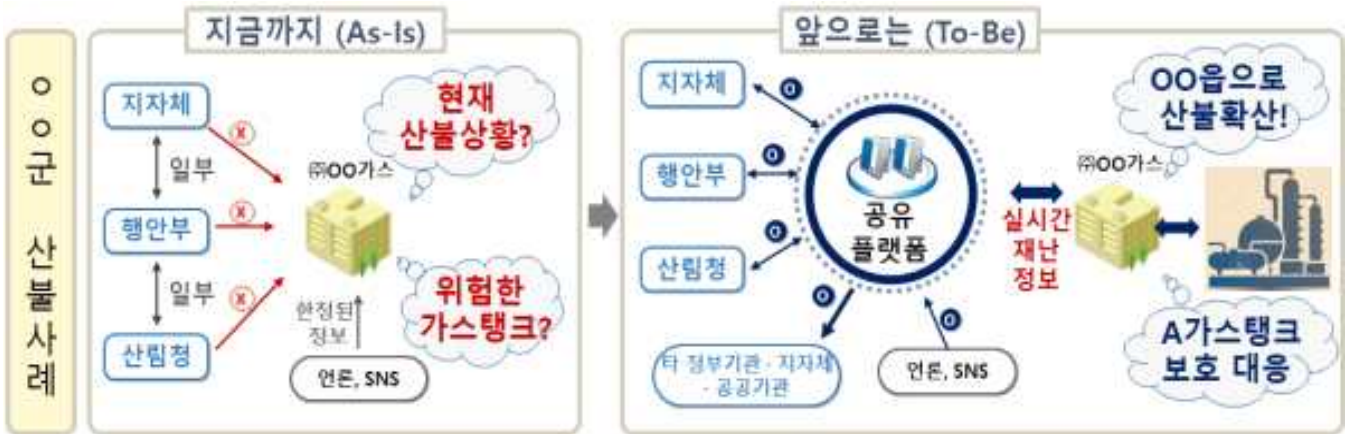 ㅇㅇ군 산불사례
지금까지 (As-Is)
지자체
일부
행안부
일부
산림청
X
X
X
현재
산불상황?
㈜OO가스
위험한
가스탱크?
한정된
정보
언론, SNS
앞으로는 (To-Be)
지자체
행안부
산림청
O
O
O
O
O
공유
플랫폼
타 정부기관 · 지자체
· 공공기관
언론, SNS
실시간
재난
정보
OO읍으로
산불확산!
㈜OO가스
A가스탱크
보호 대응